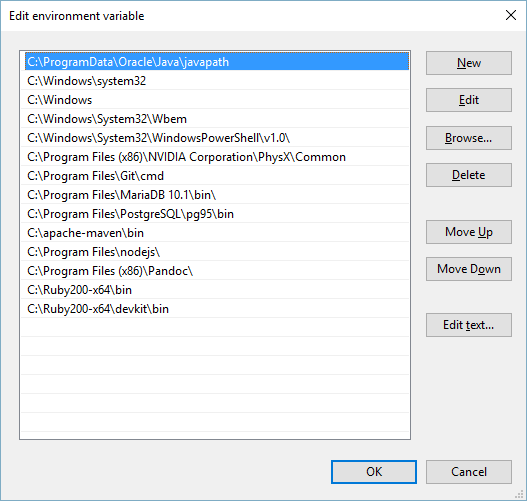 Edit environment variable
C:\ProgramData\Oracle\Java\javapath
C:\Windows\system32
C:\Windows
C:\Windows\System32\Wbem
C:\Windows\System32\WindowsPowerShell\v1.0\
C:\Program Files (x86)\NVIDIA Corporation\PhysX\Common
C:\Program Files\Git\cmd
C:\Program Files\MariaDB 10.1\bin\
C:\Program Files\PostgreSQL\pg95\bin
C:\apache-maven\bin
C:\Program Files\nodejs\
C:\Program Files (x86)\Pandoc\
C:\Ruby200-x64\bin
C:\Ruby200-x64\devkit\bin
New
Edit
Browse...
Delete
Move Up
Move Down
Edit text...
OK
Cancel